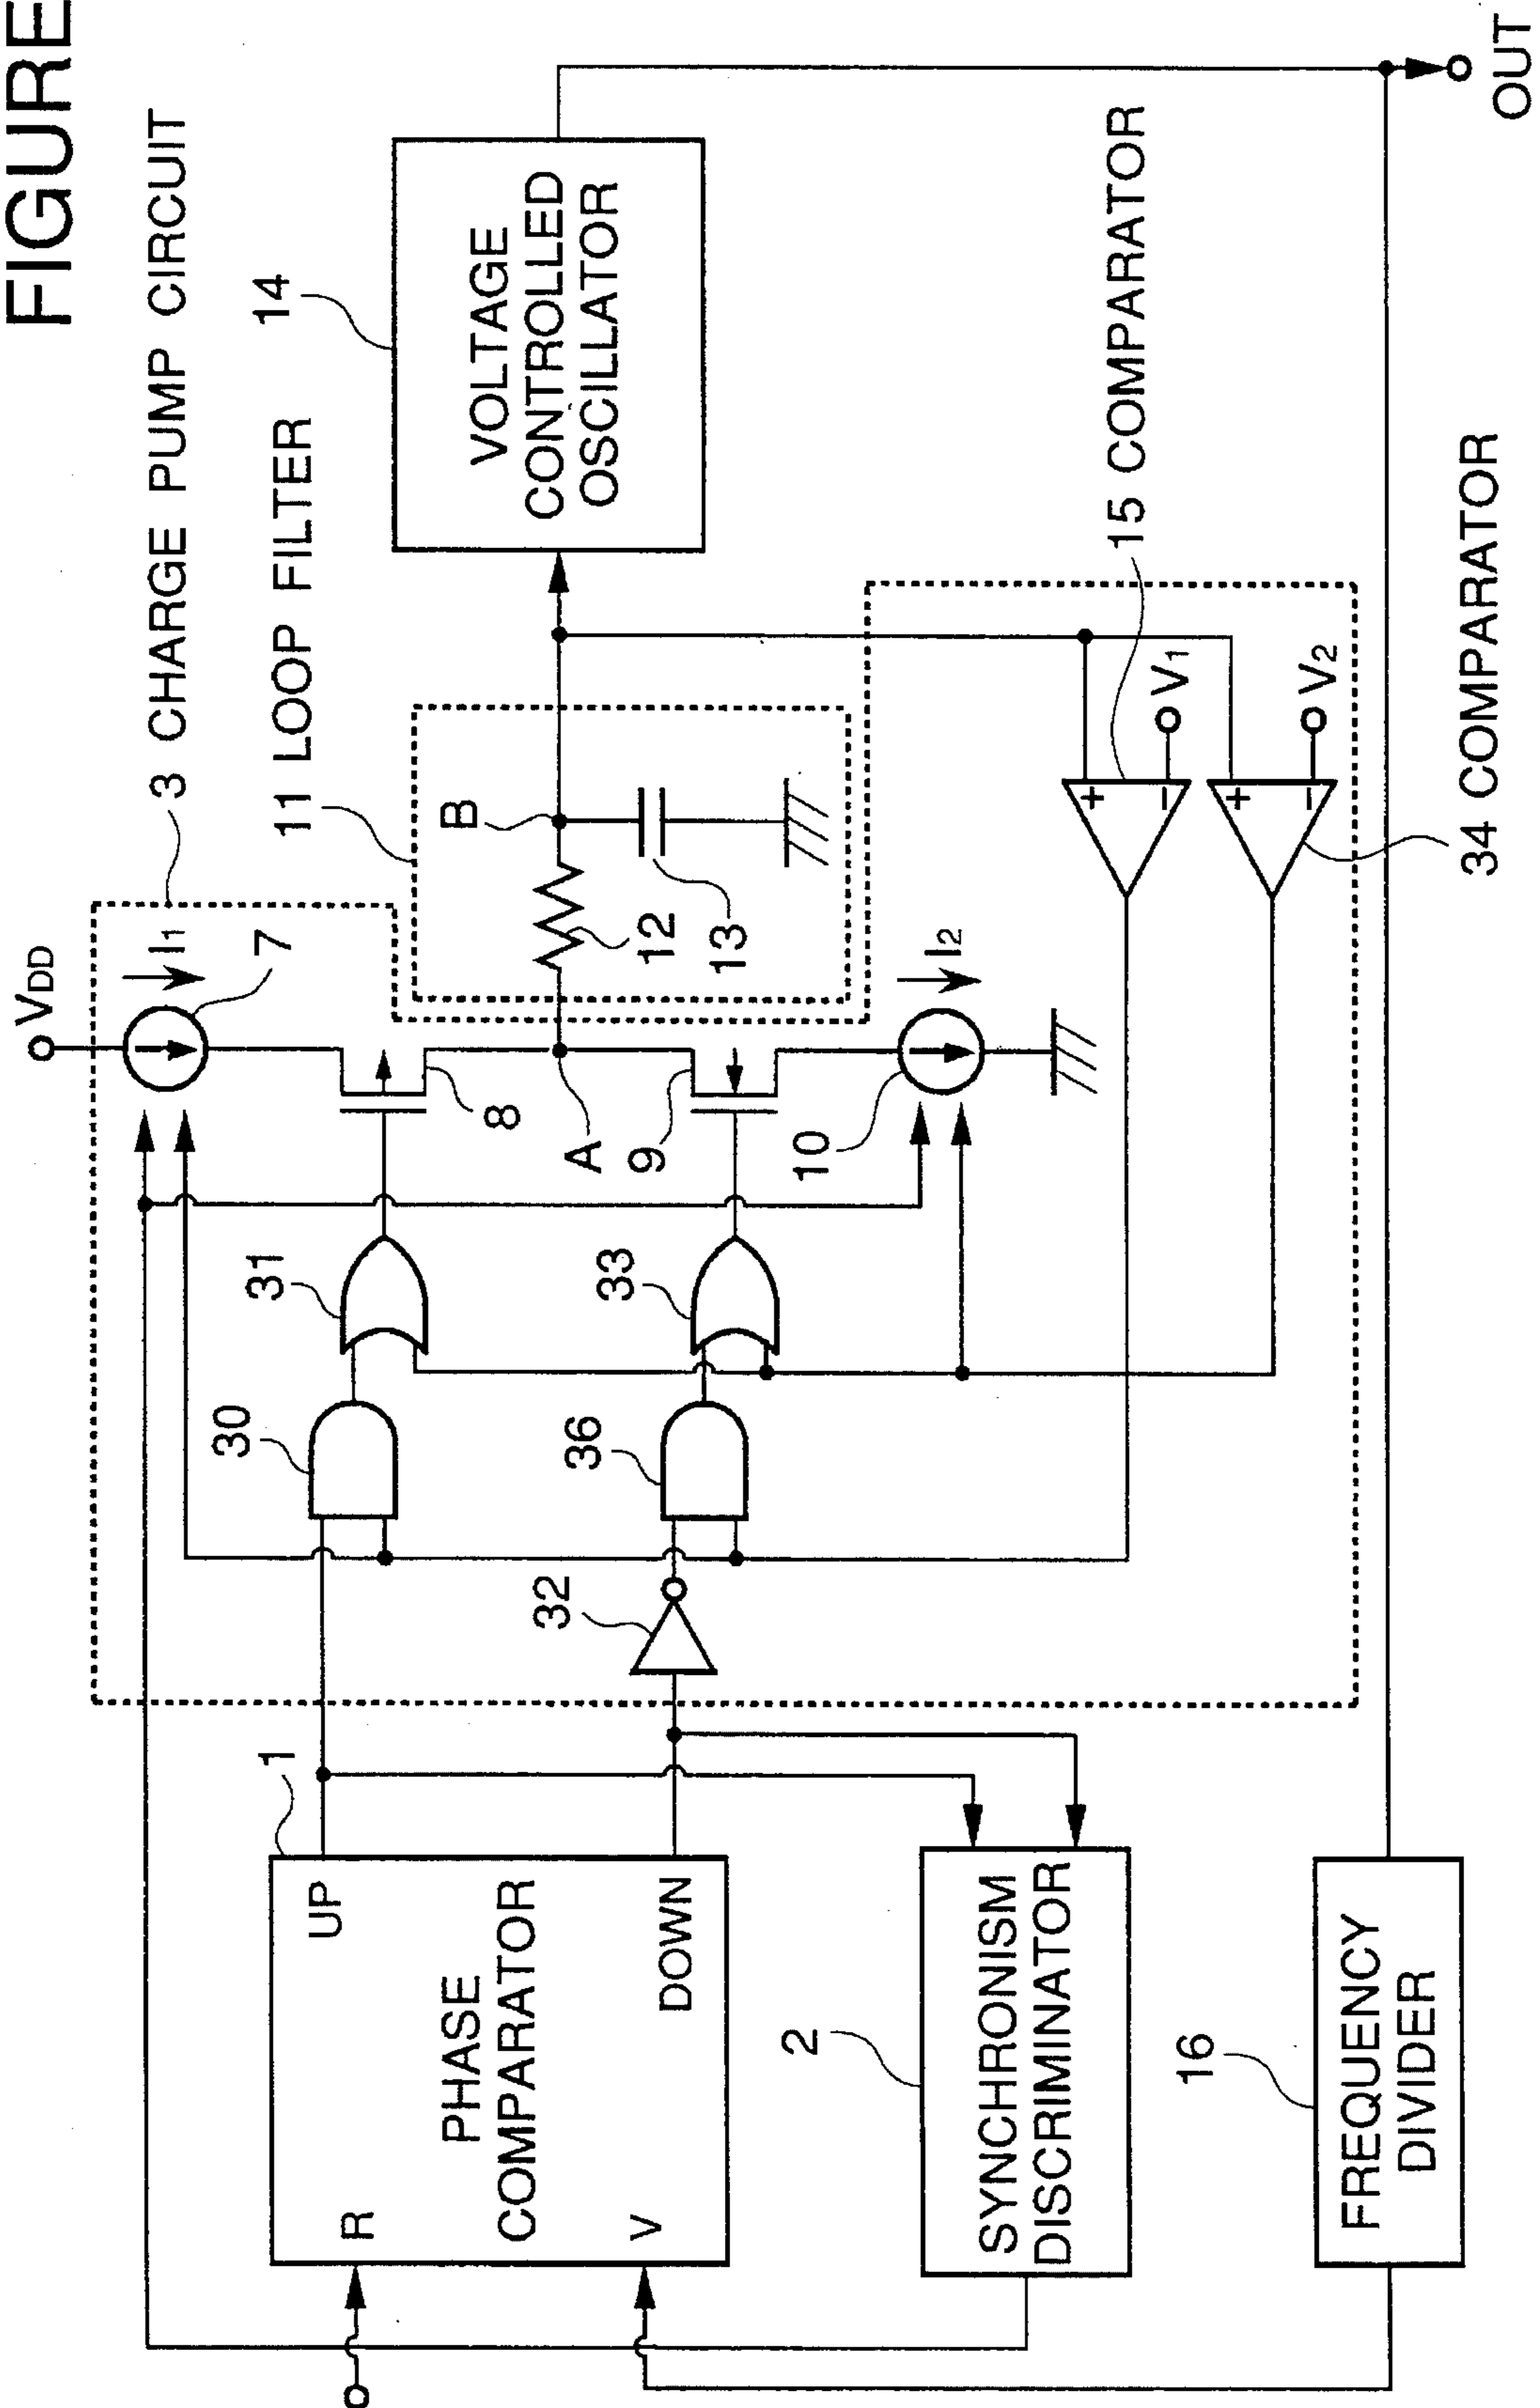 FIGURE
3 CHARGE PUMP CIRCUIT
11 LOOP FILTER
14
VOLTAGE
CONTROLLED
OSCILLATOR
VDD
I1
7
8
A
9
10
I2
B
12
13
31
33
30
36
32
1
UP
PHASE
COMPARATOR
DOWN
R
V
2
SYNCHRONISM
DISCRIMINATOR
16
FREQUENCY
DIVIDER
15 COMPARATOR
+
−
V1
+
−
V2
34 COMPARATOR
OUT